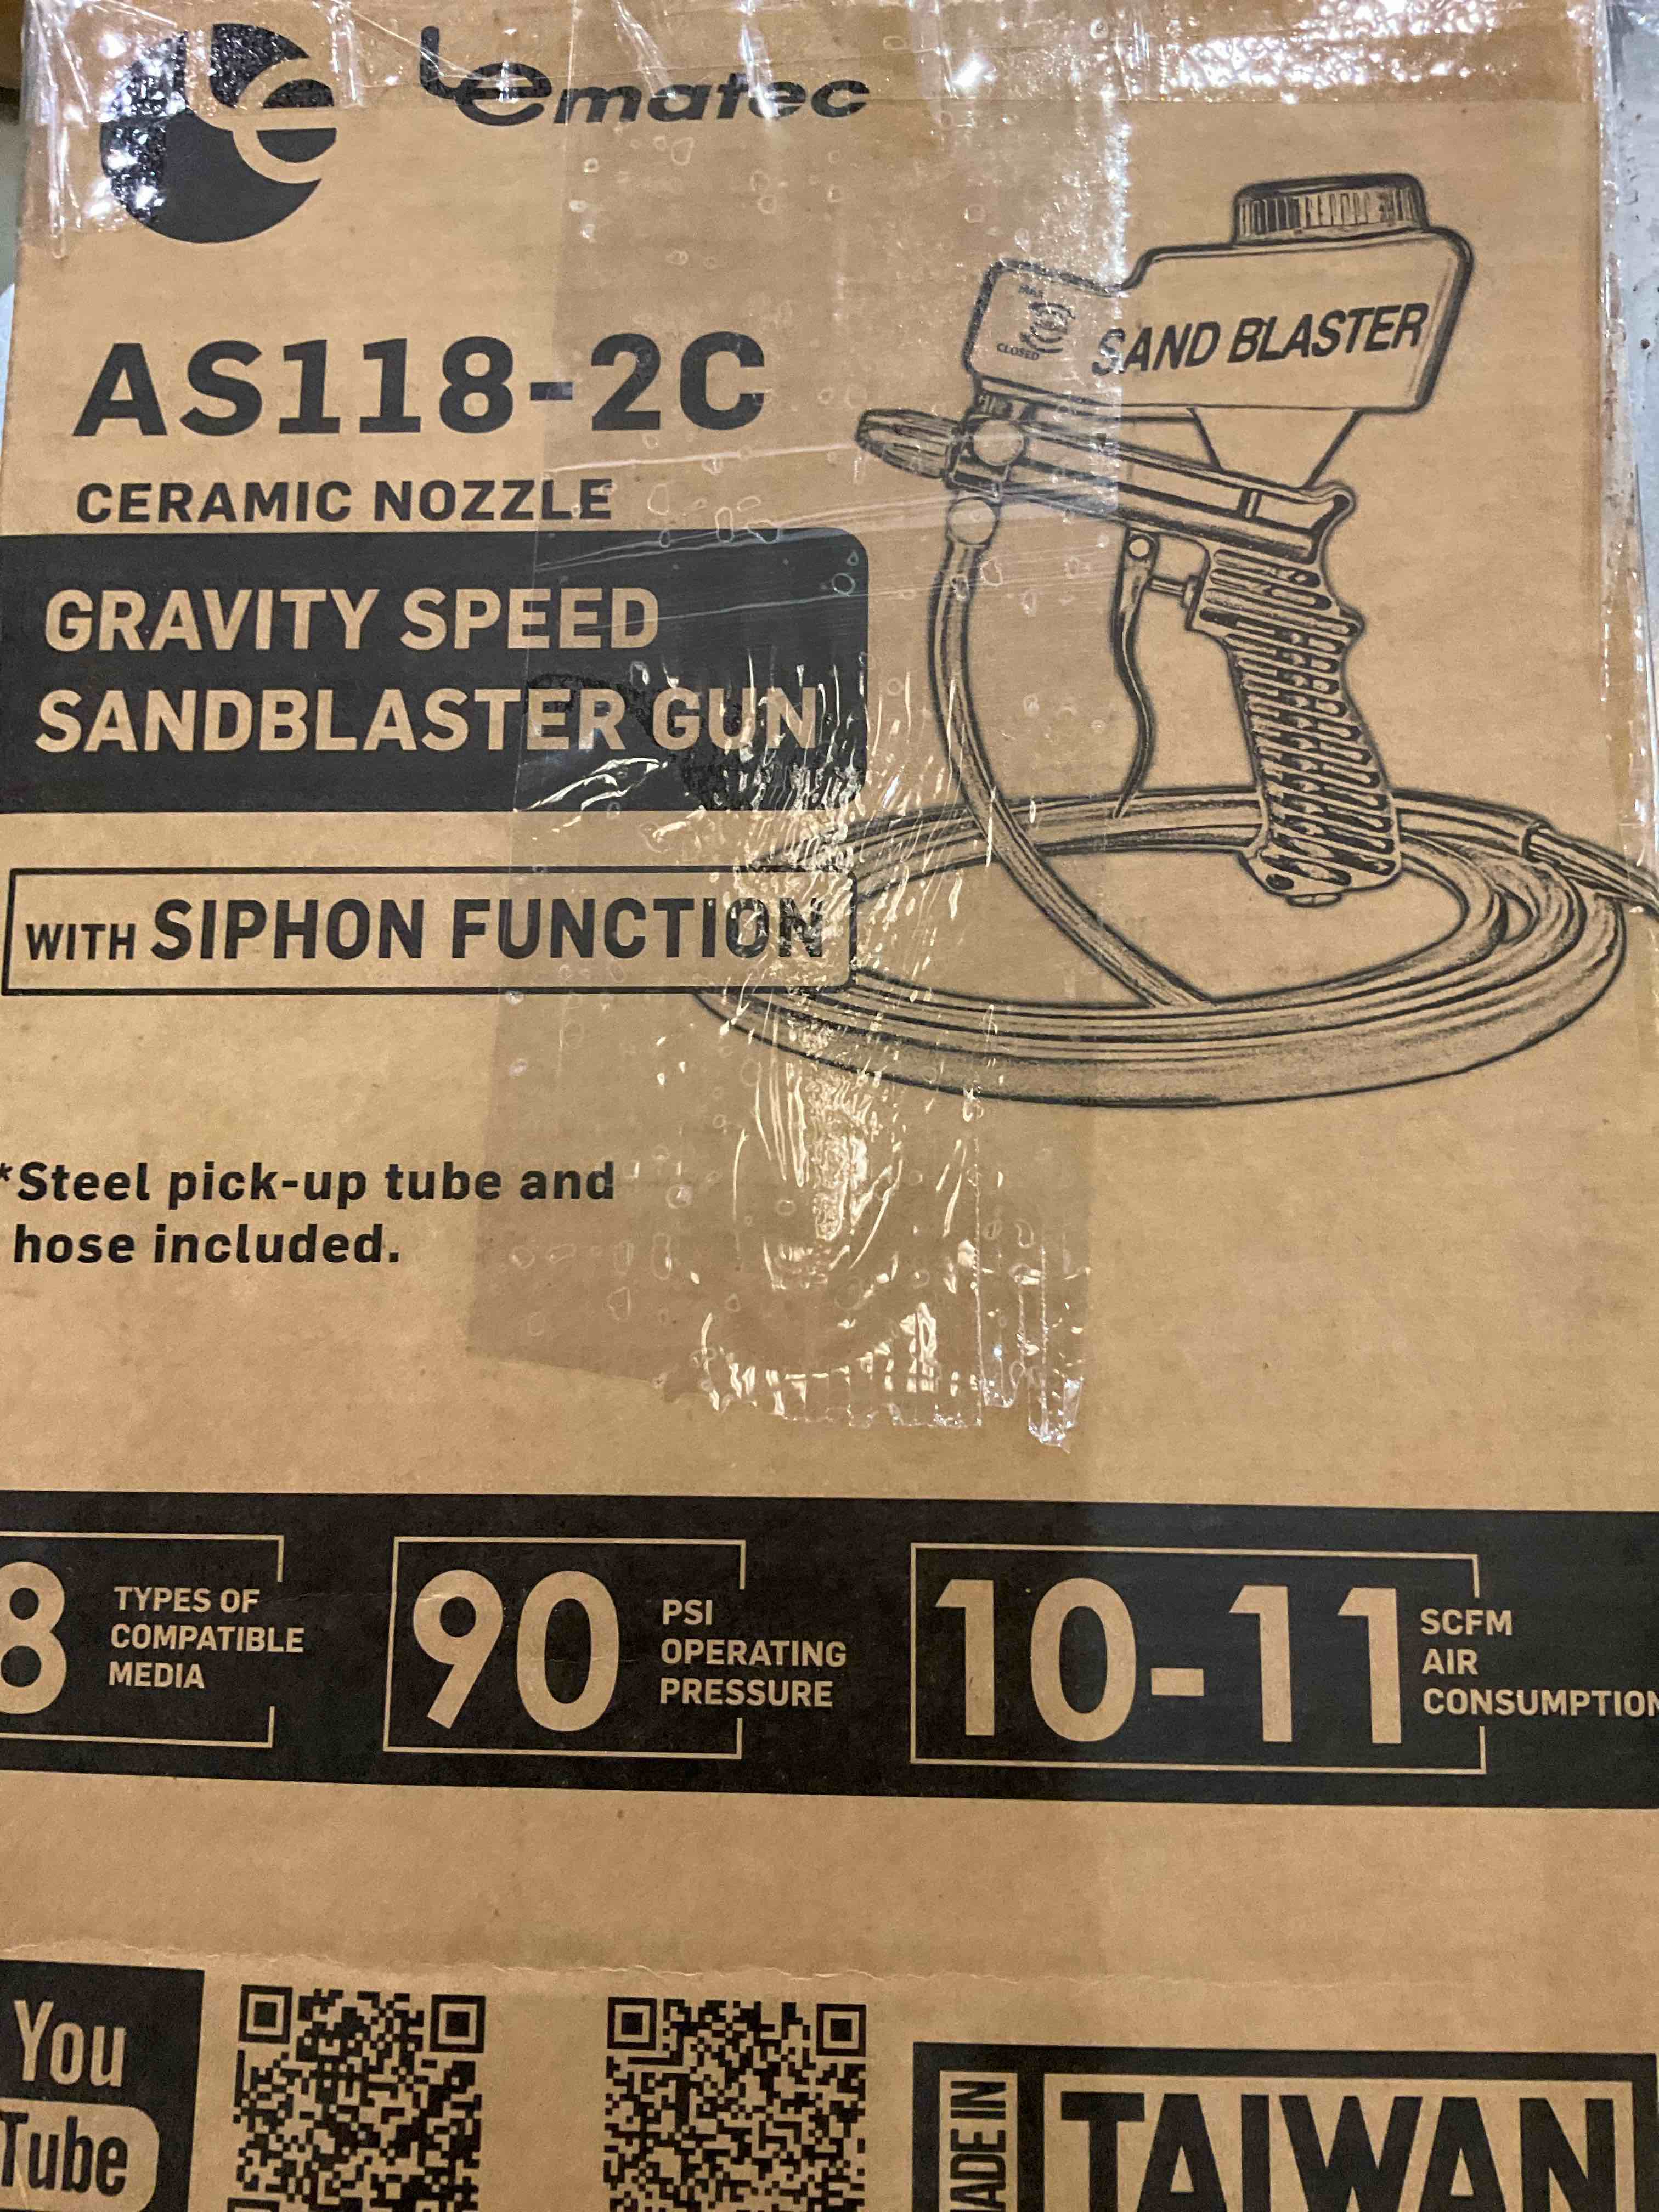 Lematec
AS118-2C
CERAMIC NOZZLE
GRAVITY SPEED
SANDBLASTER GUN
WITH SIPHON FUNCTION
SAND BLASTER
CLOSED
*Steel pick-up tube and
hose included.
8 TYPES OF
COMPATIBLE
MEDIA
90 PSI
OPERATING
PRESSURE
10-11 SCFM
AIR
CONSUMPTION
You
Tube
MADE IN
TAIWAN